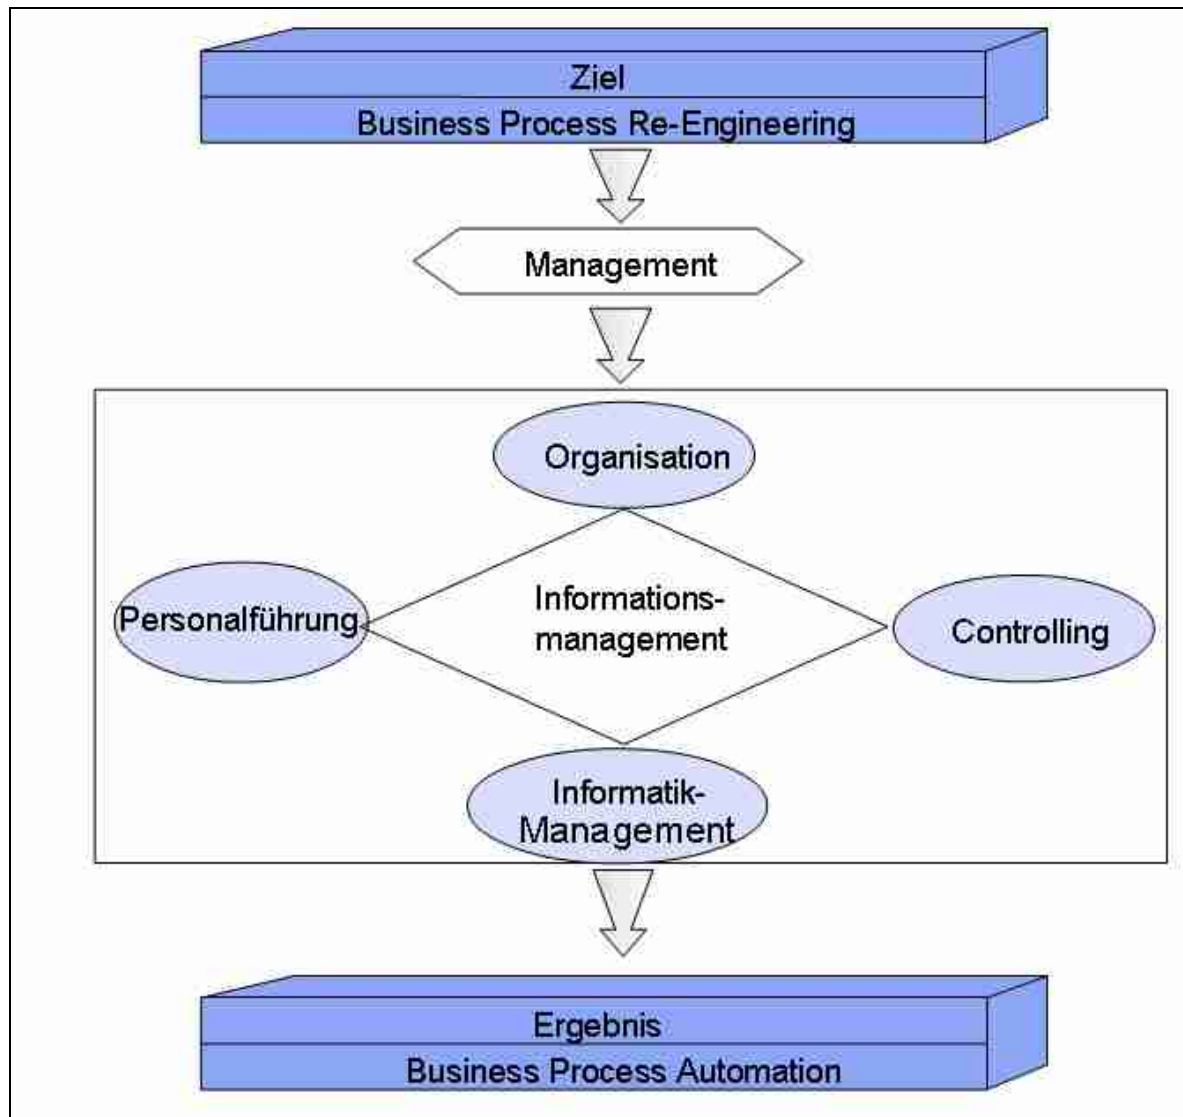 Ziel
Business Process Re-Engineering
Management
Organisation
Personalführung
Informations-
management
Controlling
Informatik-
Management
Ergebnis
Business Process Automation